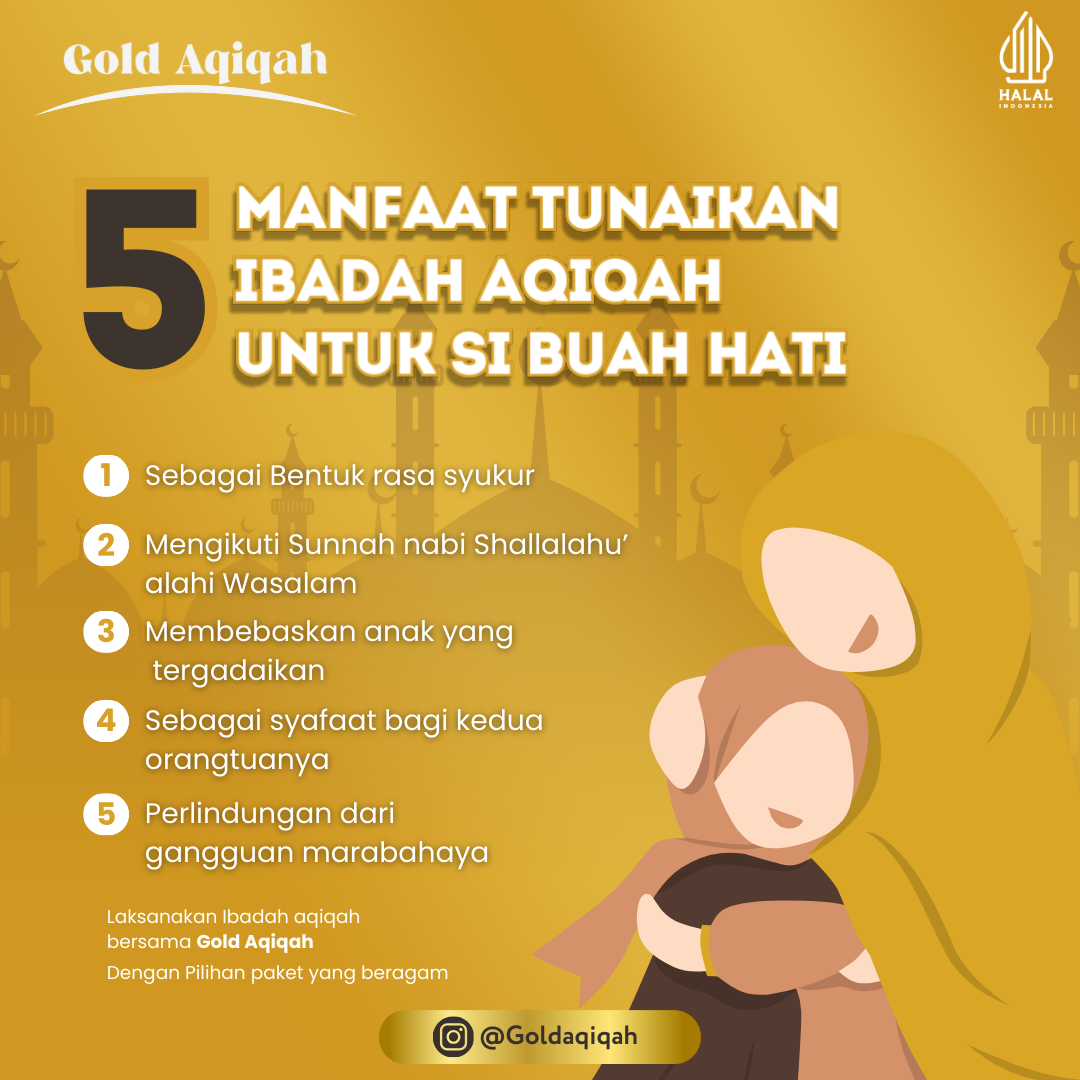 Gold Aqiqah
HALAL
INDONESIA
5
MANFAAT TUNAIKAN
IBADAH AQIQAH
UNTUK SI BUAH HATI
1 Sebagai Bentuk rasa syukur
2 Mengikuti Sunnah nabi Shallalahu’
alahi Wasalam
3 Membebaskan anak yang
tergadaikan
4 Sebagai syafaat bagi kedua
orangtuanya
5 Perlindungan dari
gangguan marabahaya
Laksanakan Ibadah aqiqah
bersama Gold Aqiqah
Dengan Pilihan paket yang beragam
@Goldaqiqah